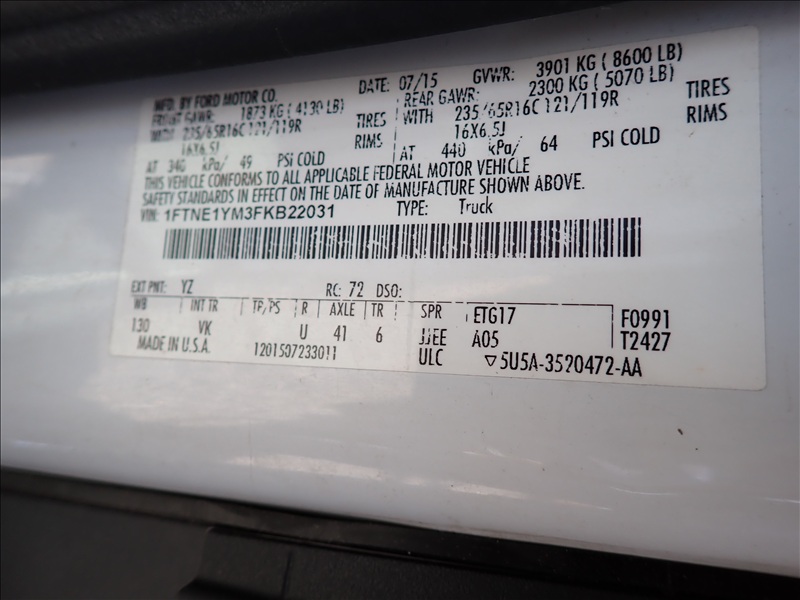 MFD. BY FORD MOTOR CO. DATE: 07/15 GVWR: 3901 KG ( 8600 LB)
FRONT GAWR: 1873 KG ( 4130 LB) REAR GAWR: 2300 KG ( 5070 LB)
WITH 235/65R16C 121/119R TIRES WITH 235/65R16C 121/119R TIRES
16X6.5J RIMS 16X6.5J RIMS
AT 340 kPa/ 49 PSI COLD AT 440 kPa/ 64 PSI COLD
THIS VEHICLE CONFORMS TO ALL APPLICABLE FEDERAL MOTOR VEHICLE
SAFETY STANDARDS IN EFFECT ON THE DATE OF MANUFACTURE SHOWN ABOVE.
VIN: 1FTNE1YM3FKB22031 TYPE: Truck
EXT PNT: YZ RC: 72 DSO:
WB INT TR TP/PS R AXLE TR SPR ETG17 F0991
130 VK U 41 6 JJEE A05 T2427
MADE IN U.S.A. 1201507233011 ULC ▽5U5A-3520472-AA